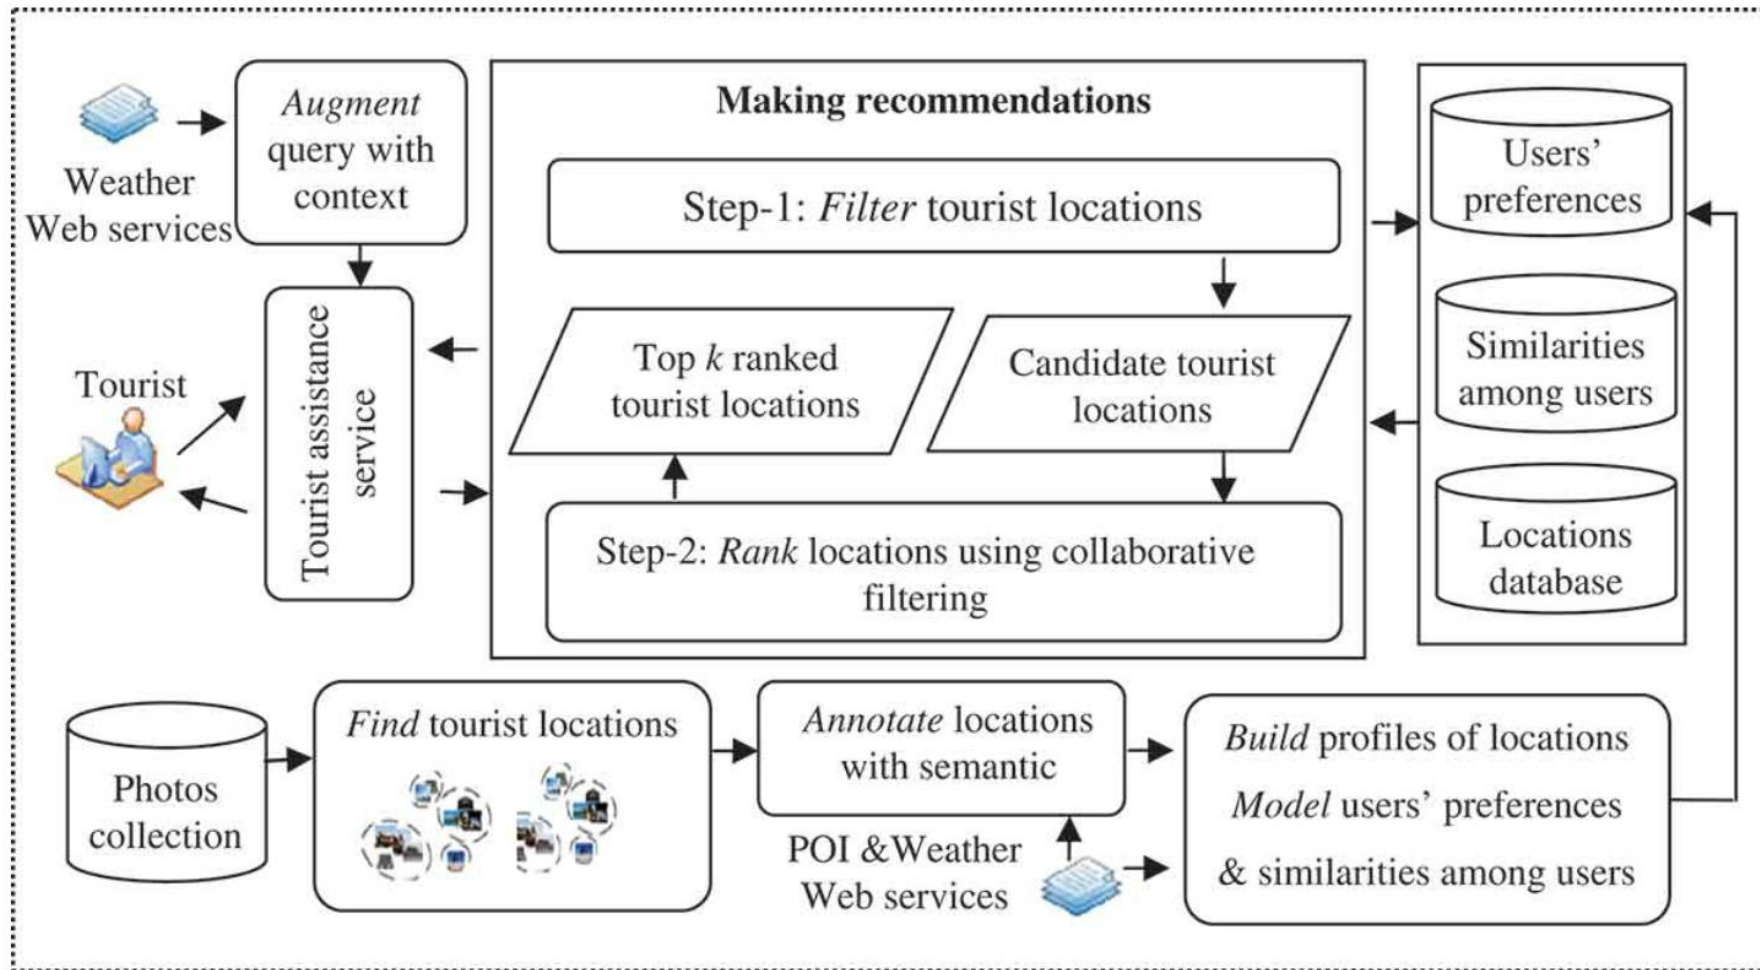 Weather
Web services
Augment
query with
context
Tourist
Tourist assistance
service
Making recommendations
Step-1: Filter tourist locations
Top k ranked
tourist locations
Candidate tourist
locations
Step-2: Rank locations using collaborative
filtering
Users’
preferences
Similarities
among users
Locations
database
Photos
collection
Find tourist locations
Annotate locations
with semantic
POI &Weather
Web services
Build profiles of locations
Model users’ preferences
& similarities among users